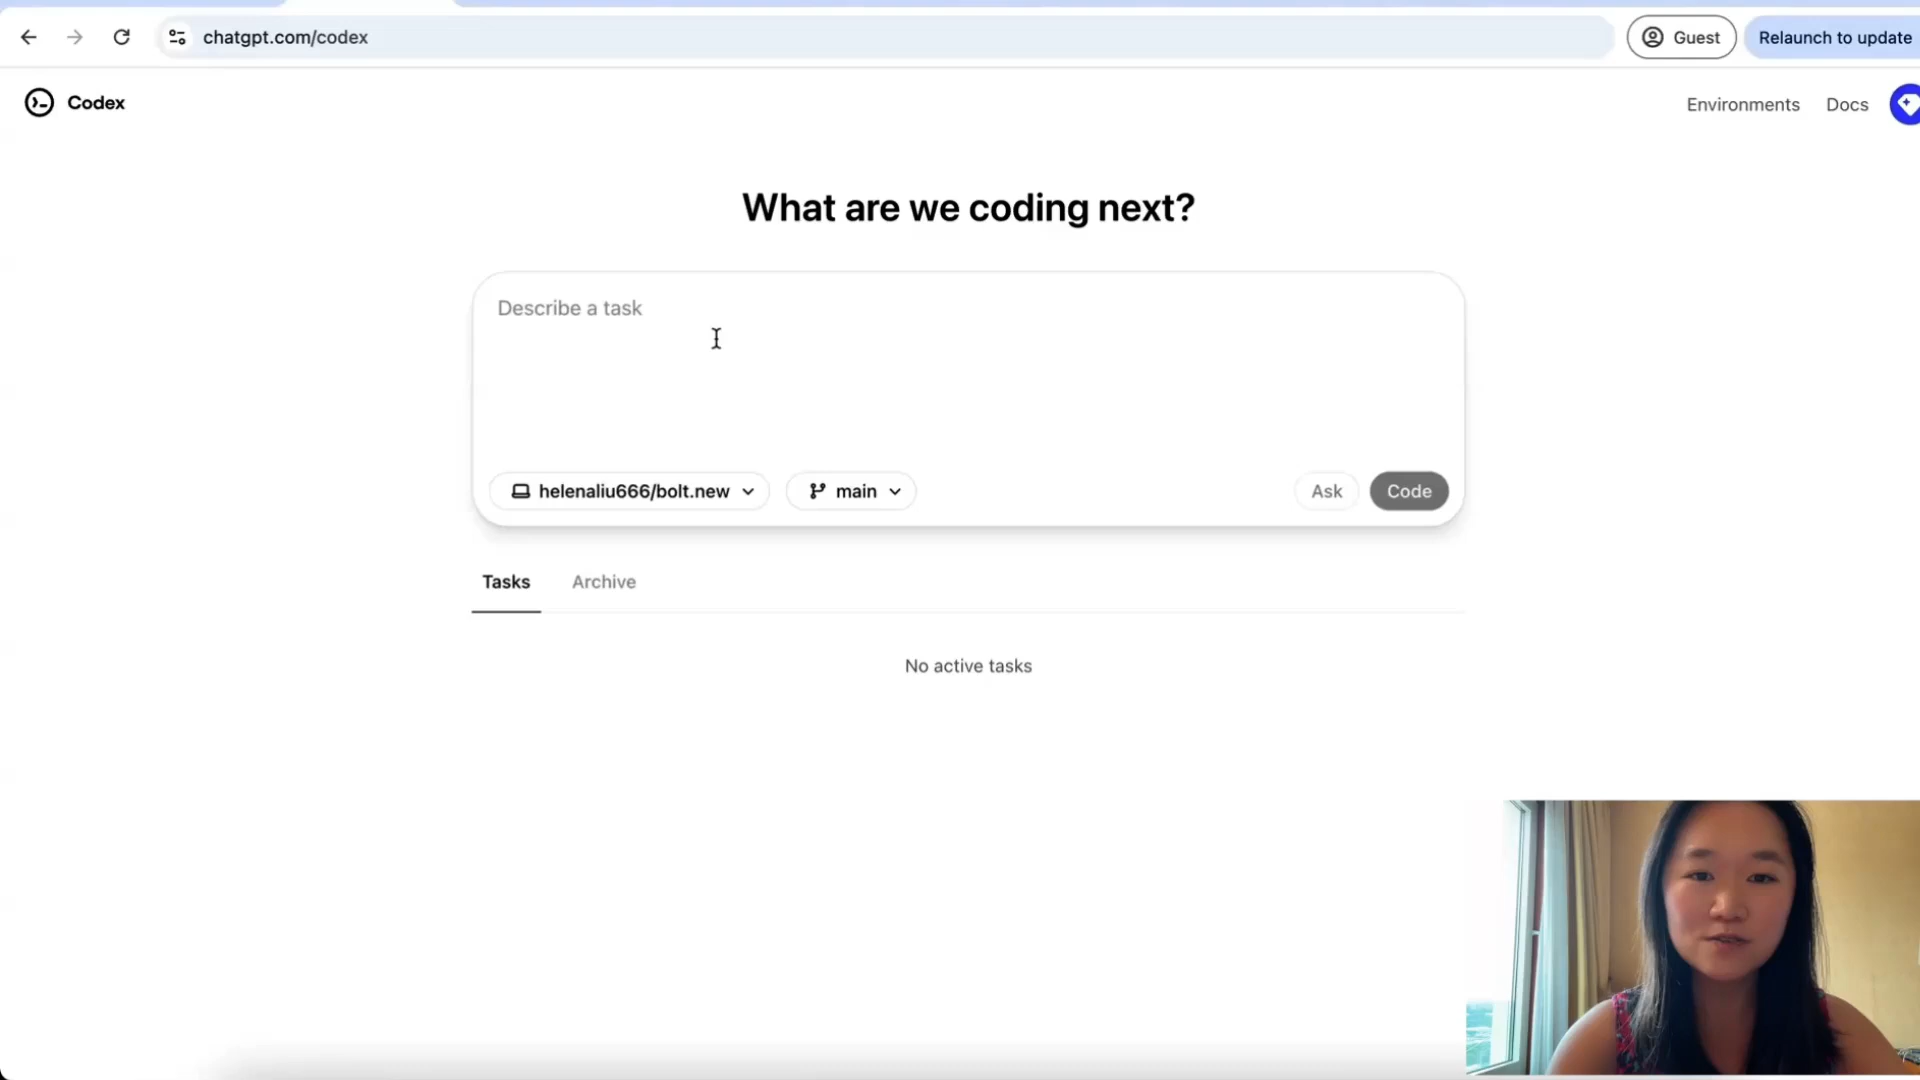 chatgpt.com/codex
Guest
Relaunch to update
Codex
Environments
Docs
What are we coding next?
Describe a task
helenaliu666/bolt.new
main
Ask
Code
Tasks
Archive
No active tasks